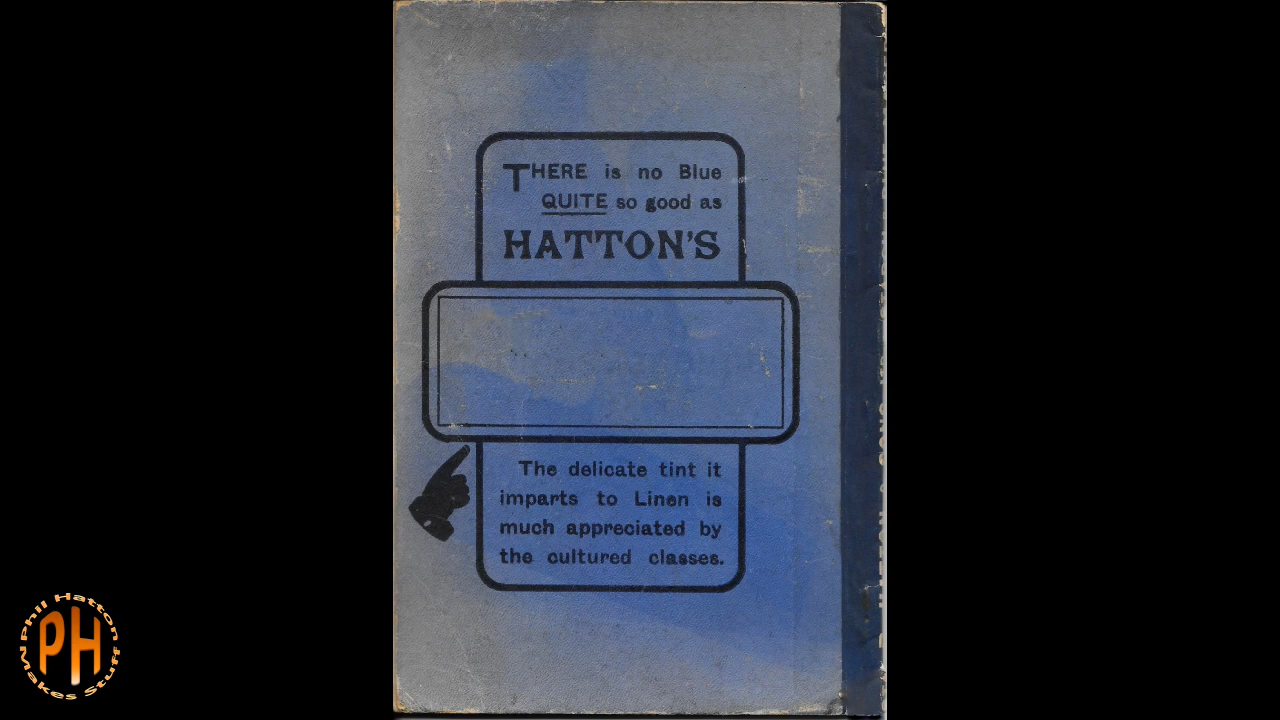 THERE is no Blue
QUITE so good as
HATTON'S
The delicate tint it
imparts to Linen is
much appreciated by
the cultured classes.
Phil Hatton
PH
Makes Stuff